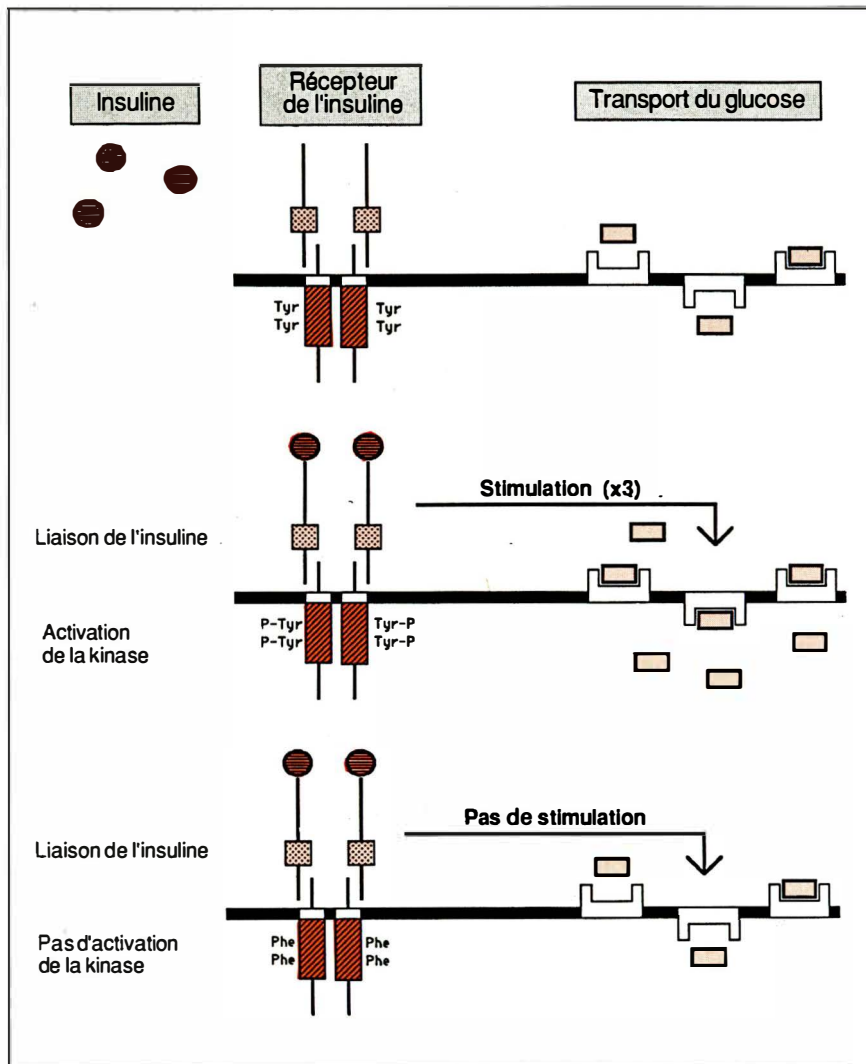 Insuline
Récepteur
de l'insuline
Transport du glucose
Tyr
Tyr
Tyr
Tyr
Stimulation (x3)
Liaison de l'insuline
Activation
de la kinase
P-Tyr
P-Tyr
Tyr-P
Tyr-P
Pas de stimulation
Liaison de l'insuline
Pas d'activation
de la kinase
Phe
Phe
Phe
Phe